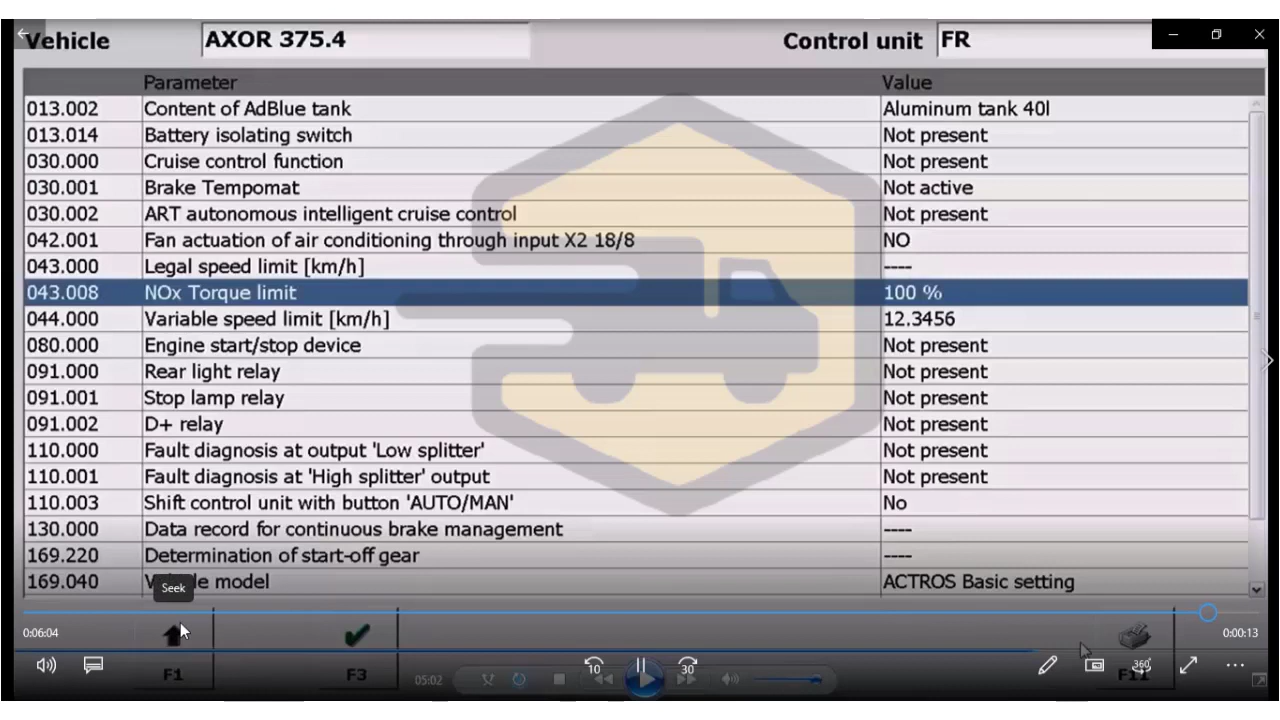 Vehicle AXOR 375.4 Control unit FR
Parameter Value
013.002 Content of AdBlue tank Aluminum tank 40l
013.014 Battery isolating switch Not present
030.000 Cruise control function Not present
030.001 Brake Tempomat Not active
030.002 ART autonomous intelligent cruise control Not present
042.001 Fan actuation of air conditioning through input X2 18/8 NO
043.000 Legal speed limit [km/h] ----
043.008 NOx Torque limit 100 %
044.000 Variable speed limit [km/h] 12.3456
080.000 Engine start/stop device Not present
091.000 Rear light relay Not present
091.001 Stop lamp relay Not present
091.002 D+ relay Not present
110.000 Fault diagnosis at output 'Low splitter' Not present
110.001 Fault diagnosis at 'High splitter' output Not present
110.003 Shift control unit with button 'AUTO/MAN' No
130.000 Data record for continuous brake management ----
169.220 Determination of start-off gear ----
169.040 Vehicle model ACTROS Basic setting
Seek
0:06:04 0:00:13
F1 F3 05:02 10 30 360° F11